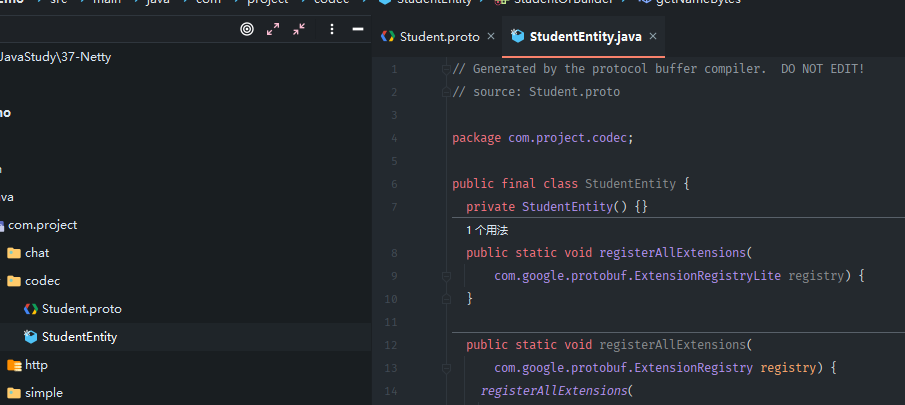 src main java com project codec StudentEntity StudentOrBuilder getNameBytes
JavaStudy\37-Netty
mo
va
com.project
chat
codec
Student.proto
StudentEntity
http
simple
Student.proto × StudentEntity.java ×
1 // Generated by the protocol buffer compiler.  DO NOT EDIT!
2 // source: Student.proto
3
4 package com.project.codec;
5
6 public final class StudentEntity {
7 private StudentEntity() {}
1 个用法
8 public static void registerAllExtensions(
9 com.google.protobuf.ExtensionRegistryLite registry) {
10 }
11
12 public static void registerAllExtensions(
13 com.google.protobuf.ExtensionRegistry registry) {
14 registerAllExtensions(